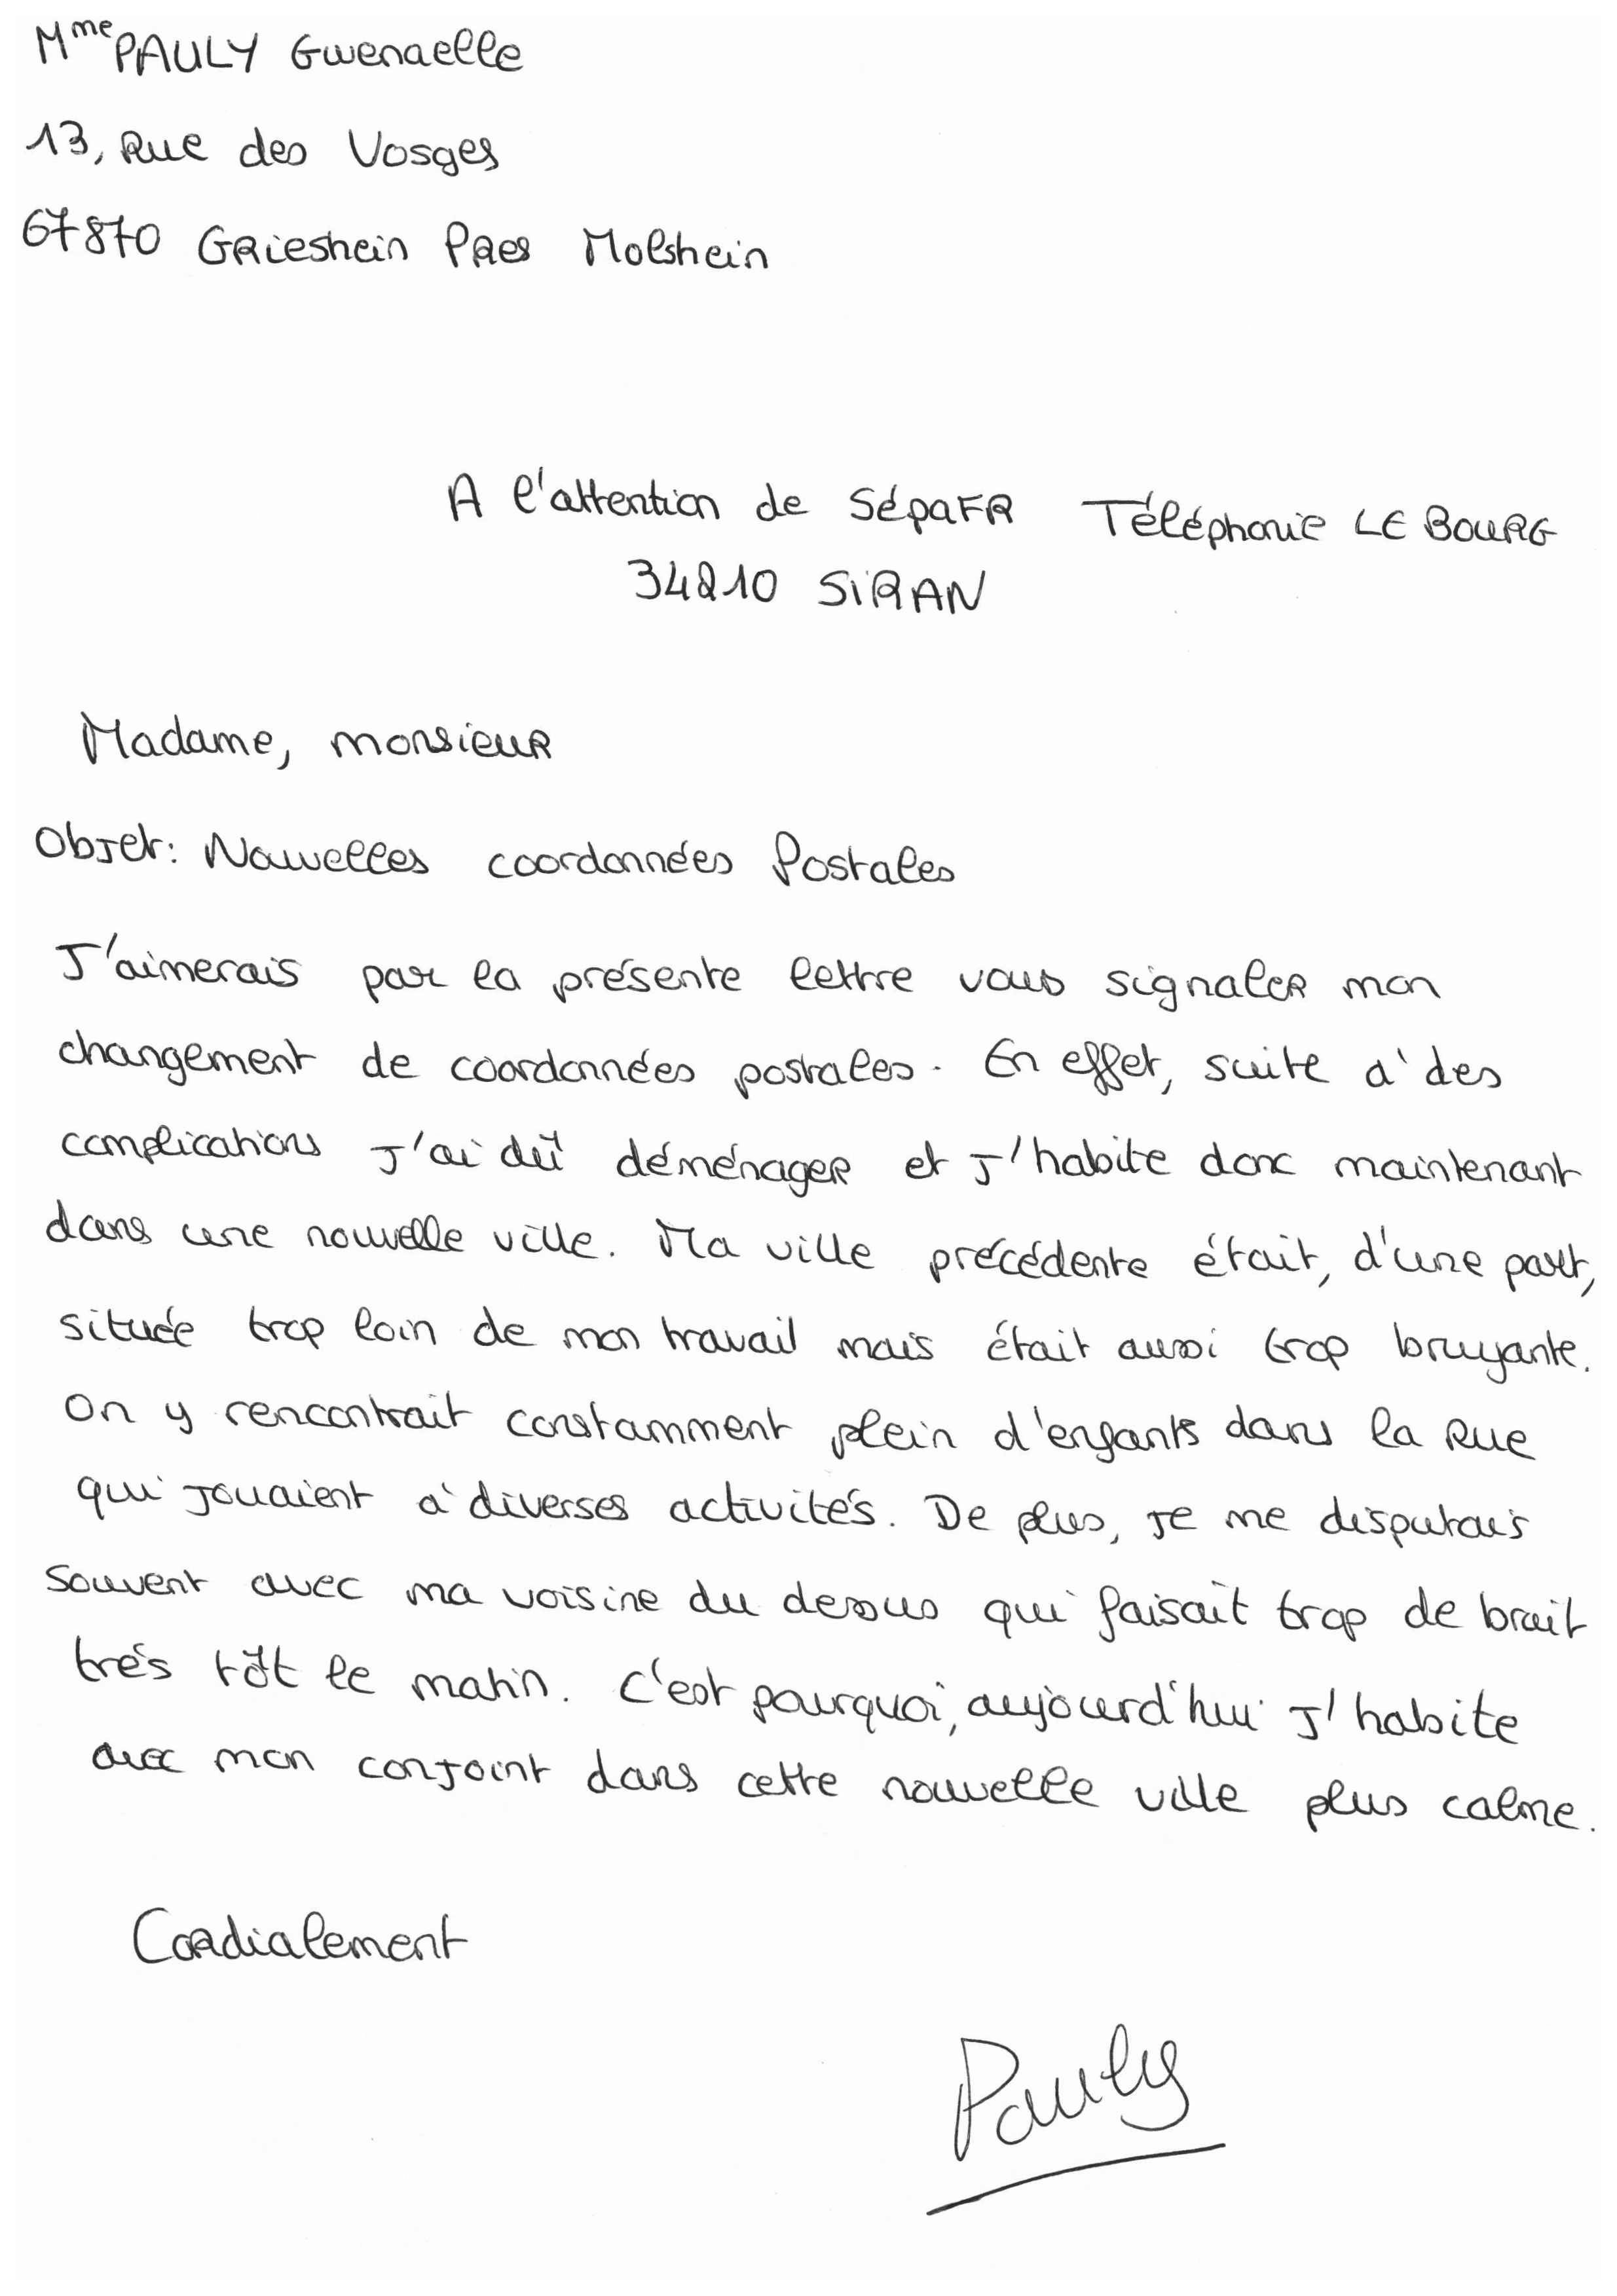 Mme PAULY Gwenaelle
13, Rue des Vosges
67870 Grieshein Pres Molshein
A l'attention de SépaFR Téléphonie LE BOURG
34210 SIRAN
Madame, monsieur
Objet: Nouvelles coordonnées Postales
J'aimerais par la présente lettre vous signaler mon
changement de coordonnées postales. En effet, suite à des
complications j'ai dû déménager et j'habite donc maintenant
dans une nouvelle ville. Ma ville précédente était, d'une part,
située trop loin de mon travail mais était aussi trop bruyante.
On y rencontrait constamment plein d'enfants dans la Rue
qui jouaient à diverses activités. De plus, je me disputais
souvent avec ma voisine du dessus qui faisait trop de bruit
très tôt le matin. C'est pourquoi, aujourd'hui j'habite
avec mon conjoint dans cette nouvelle ville plus calme.
Cordialement
Pauly